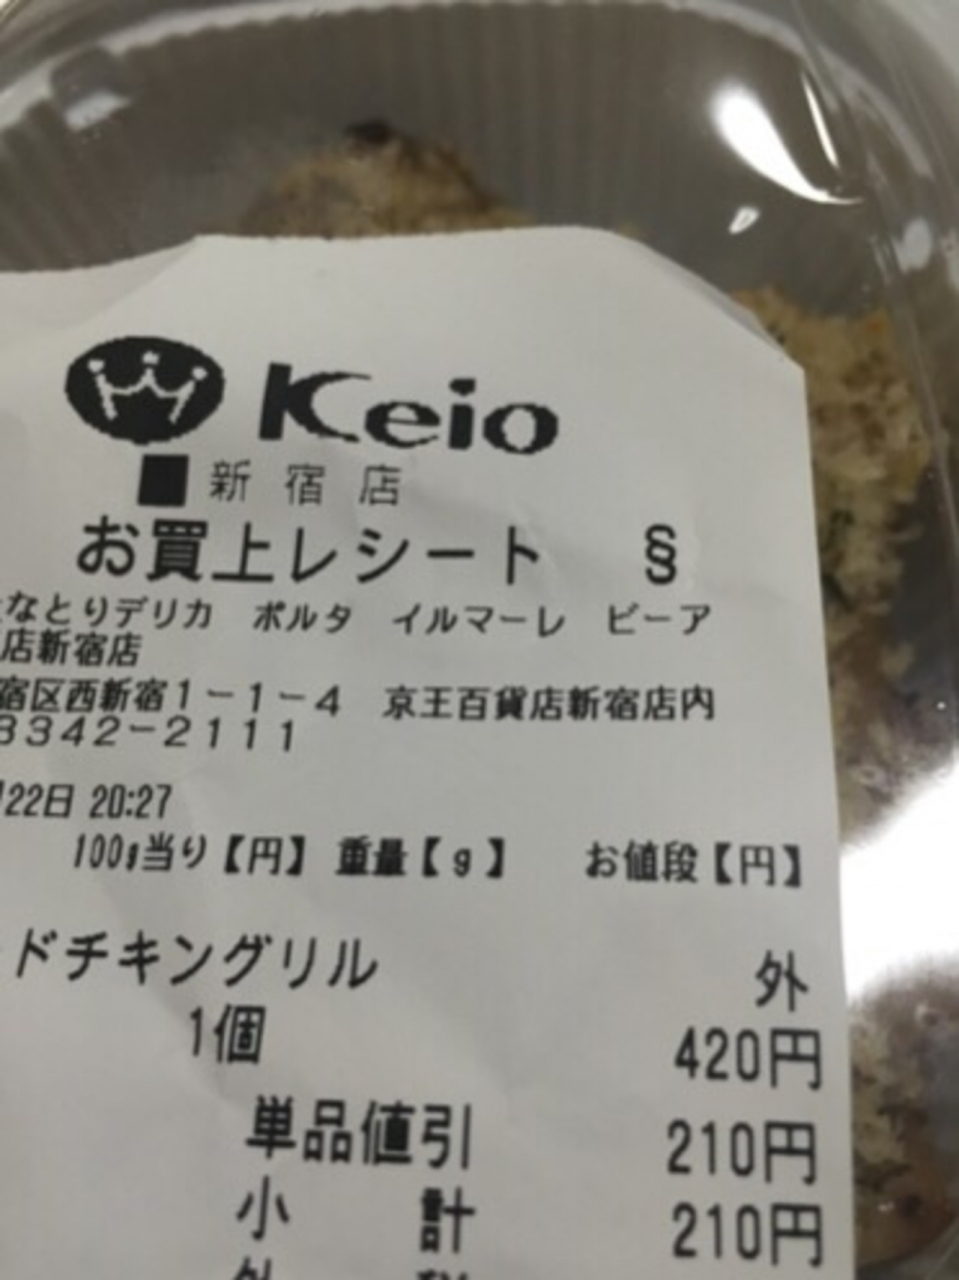 Keio
新宿店
お買上レシート §
なとりデリカ ポルタ イルマーレ ビーア
店新宿店
宿区西新宿1-1-4 京王百貨店新宿店内
3342-2111
22日 20:27
100g当り【円】 重量【g】 お値段【円】
ドチキングリル 外
1個 420円
単品値引 210円
小計 210円